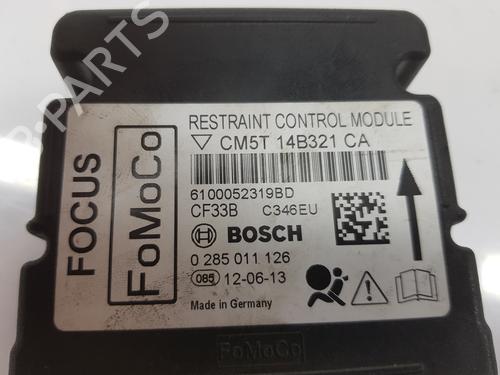 RESTRAINT CONTROL MODULE
CM5T 14B321 CA
6100052319BD
CF33B C346EU
BOSCH
0 285 011 126
085 12-06-13
Made in Germany
FOCUS
FoMoCo
FoMoCo
PARTS